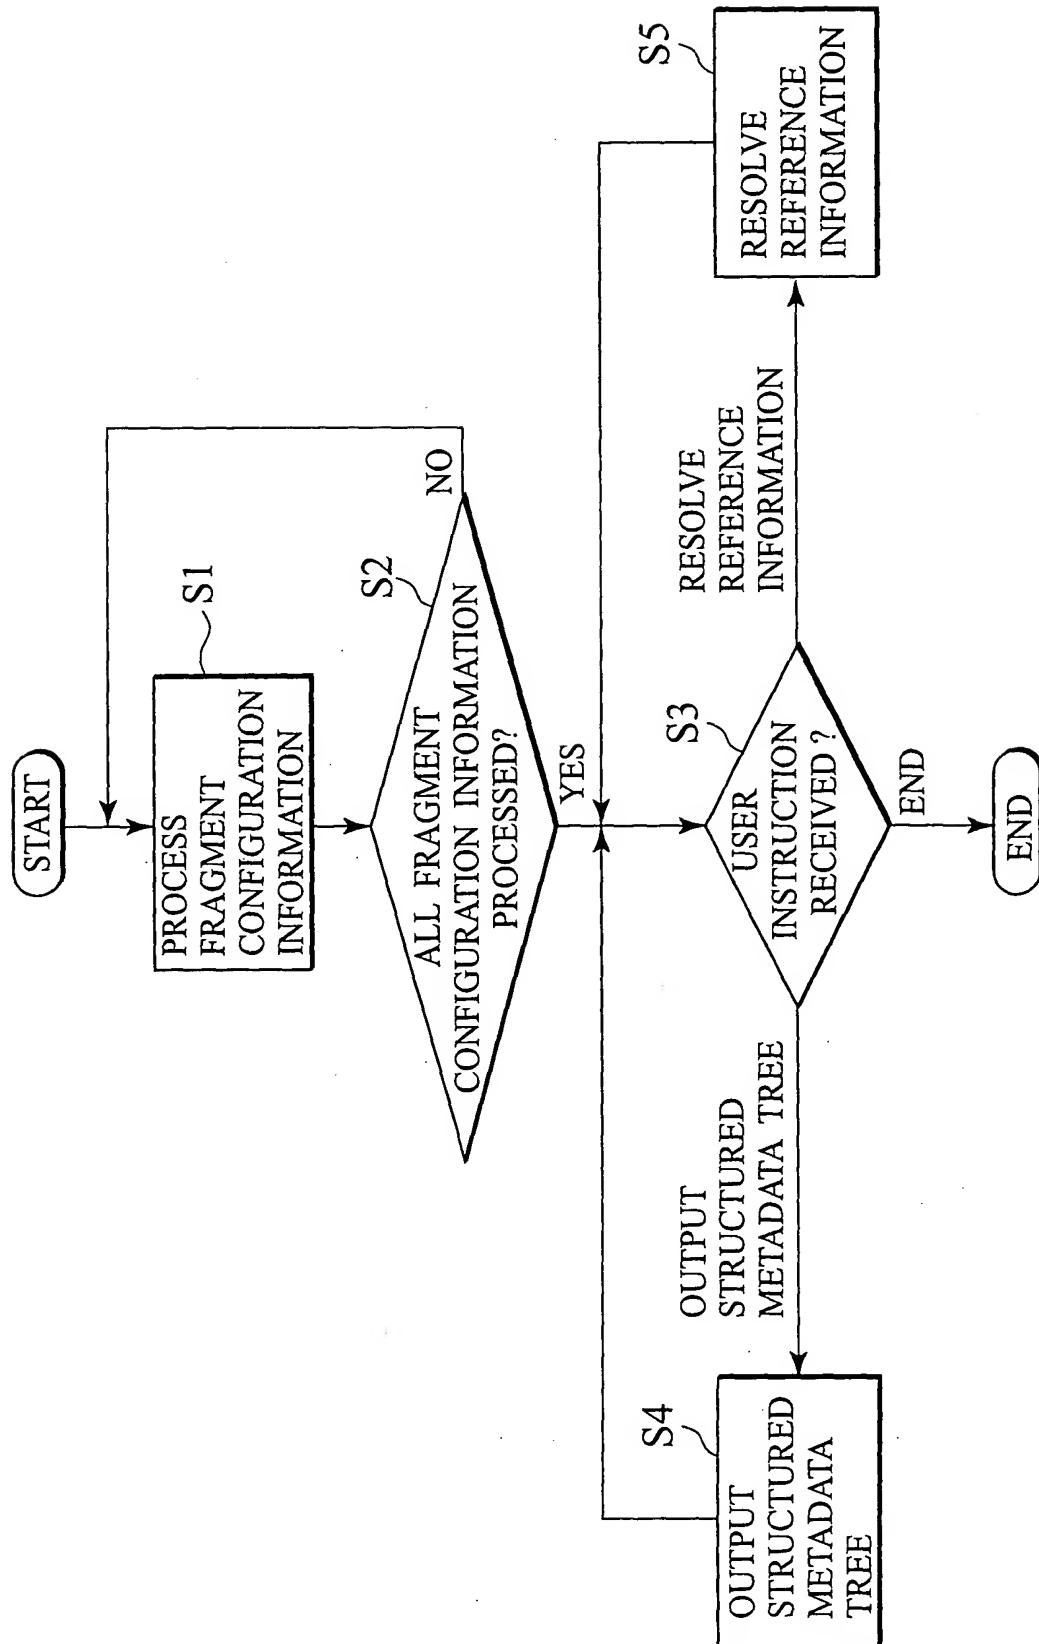 START
PROCESS
FRAGMENT
CONFIGURATION
INFORMATION
S1
ALL FRAGMENT
CONFIGURATION INFORMATION
PROCESSED?
S2
NO
YES
USER
INSTRUCTION
RECEIVED ?
S3
OUTPUT
STRUCTURED
METADATA TREE
RESOLVE
REFERENCE
INFORMATION
OUTPUT
STRUCTURED
METADATA
TREE
S4
RESOLVE
REFERENCE
INFORMATION
S5
END
END